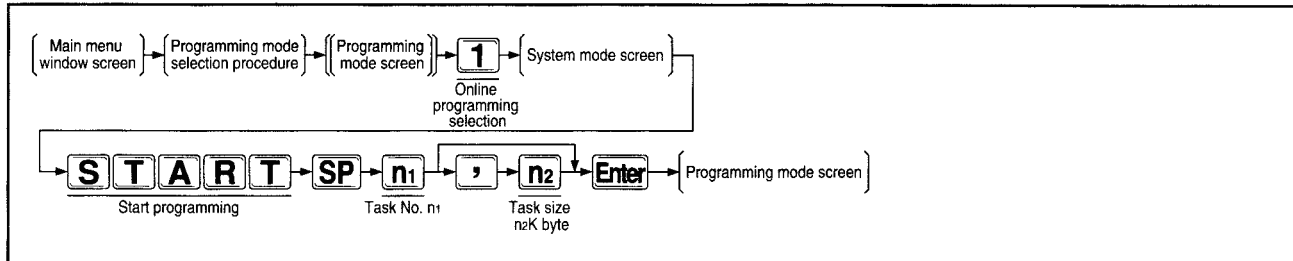 Main menu window screen
Programming mode selection procedure
Programming mode screen
1
System mode screen
Online programming selection
S T A R T SP n1 , n2 Enter
Programming mode screen
Start programming
Task No. n1
Task size n2K byte